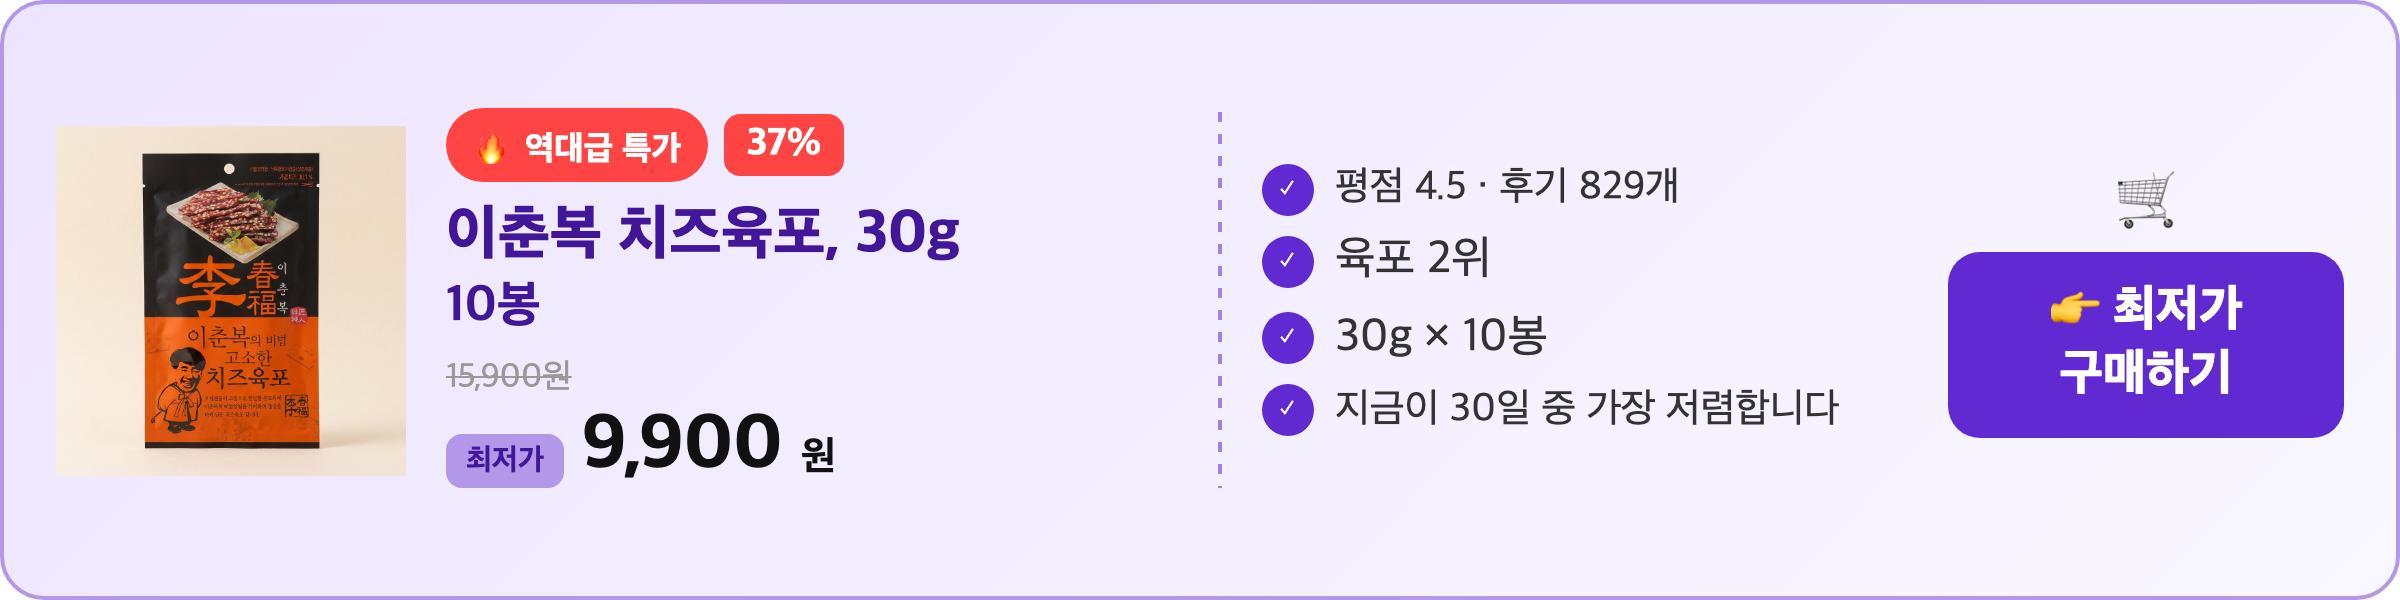 李
春福
이춘복
이춘복의 비법
고소한
치즈육포
🔥 역대급 특가
37%
이춘복 치즈육포, 30g
10봉
15,900원
최저가 9,900 원
✓ 평점 4.5 · 후기 829개
✓ 육포 2위
✓ 30g × 10봉
✓ 지금이 30일 중 가장 저렴합니다
👉 최저가
구매하기